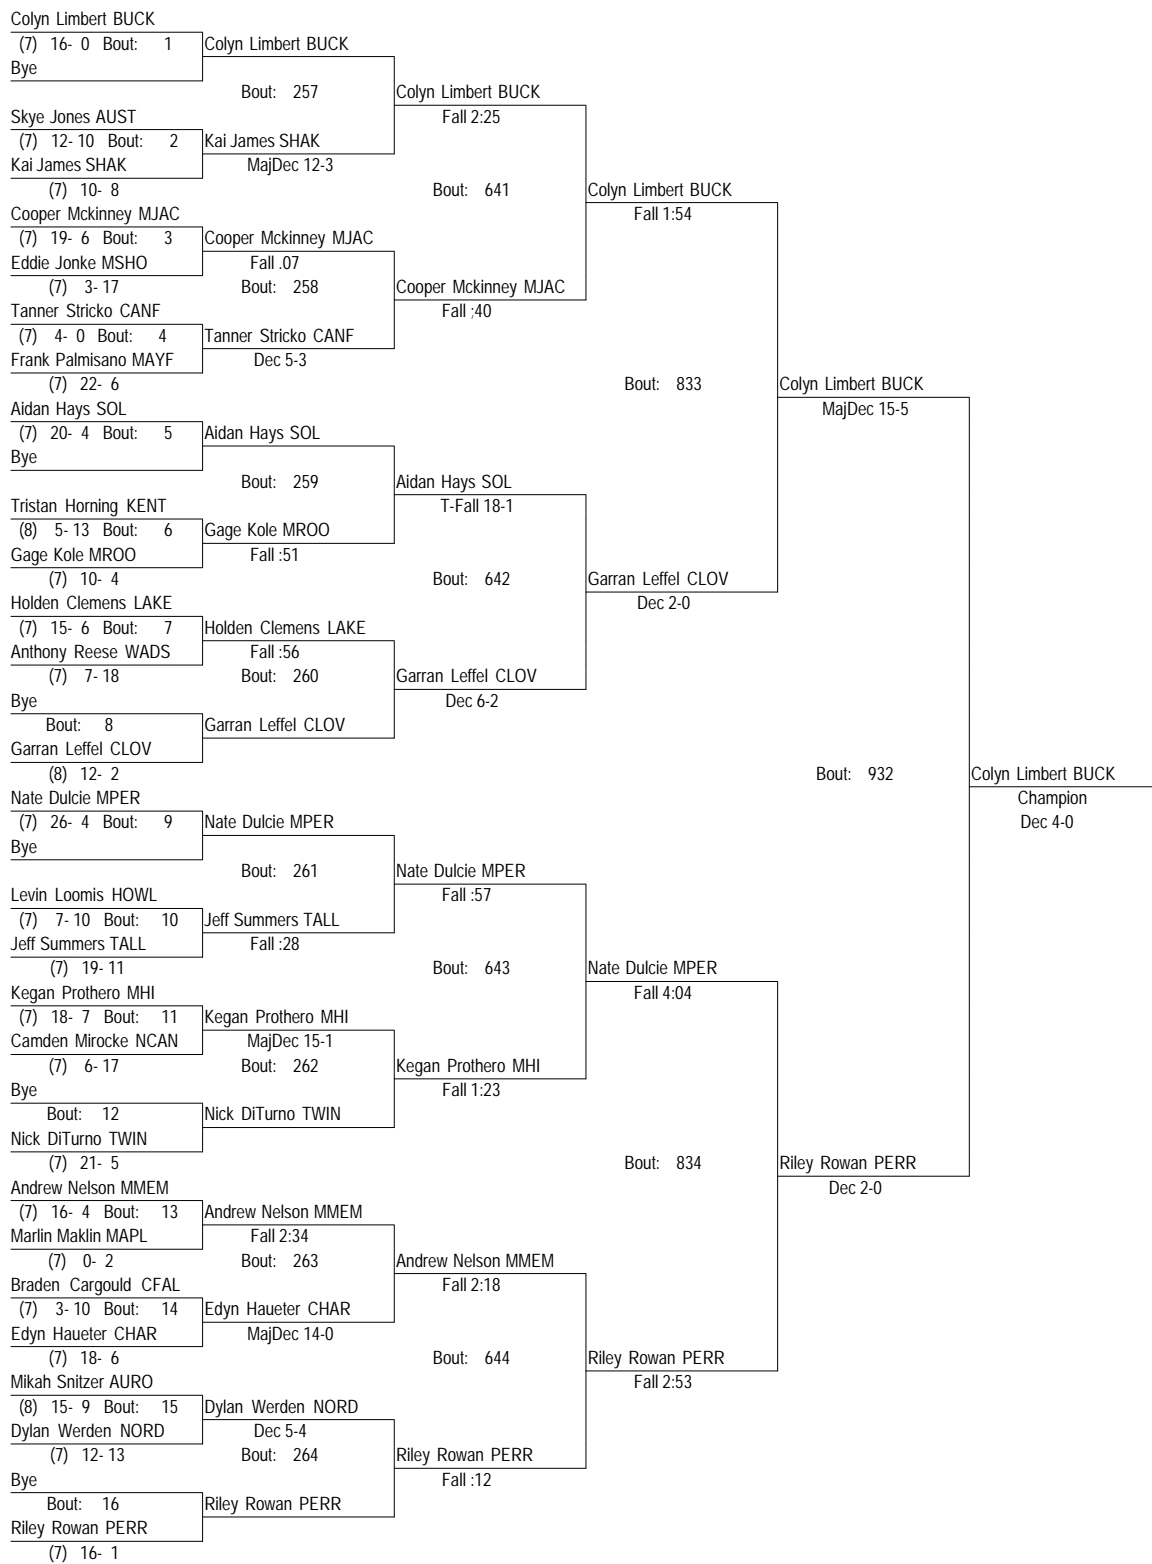 Colyn Limbert BUCK
(7) 16- 0 Bout: 1 Colyn Limbert BUCK
Bye
Bout: 257 Colyn Limbert BUCK
Skye Jones AUST Fall 2:25
(7) 12- 10 Bout: 2 Kai James SHAK
Kai James SHAK MajDec 12-3
(7) 10- 8 Bout: 641 Colyn Limbert BUCK
Cooper Mckinney MJAC Fall 1:54
(7) 19- 6 Bout: 3 Cooper Mckinney MJAC
Eddie Jonke MSHO Fall .07
(7) 3- 17 Bout: 258 Cooper Mckinney MJAC
Tanner Stricko CANF Fall ;40
(7) 4- 0 Bout: 4 Tanner Stricko CANF
Frank Palmisano MAYF Dec 5-3
(7) 22- 6 Bout: 833 Colyn Limbert BUCK
Aidan Hays SOL MajDec 15-5
(7) 20- 4 Bout: 5 Aidan Hays SOL
Bye
Bout: 259 Aidan Hays SOL
Tristan Horning KENT T-Fall 18-1
(8) 5- 13 Bout: 6 Gage Kole MROO
Gage Kole MROO Fall :51
(7) 10- 4 Bout: 642 Garran Leffel CLOV
Holden Clemens LAKE Dec 2-0
(7) 15- 6 Bout: 7 Holden Clemens LAKE
Anthony Reese WADS Fall :56
(7) 7- 18 Bout: 260 Garran Leffel CLOV
Bye Dec 6-2
Bout: 8 Garran Leffel CLOV
Garran Leffel CLOV
(8) 12- 2 Bout: 932 Colyn Limbert BUCK
Nate Dulcie MPER Champion
(7) 26- 4 Bout: 9 Nate Dulcie MPER Dec 4-0
Bye
Bout: 261 Nate Dulcie MPER
Levin Loomis HOWL Fall :57
(7) 7- 10 Bout: 10 Jeff Summers TALL
Jeff Summers TALL Fall :28
(7) 19- 11 Bout: 643 Nate Dulcie MPER
Kegan Prothero MHI Fall 4:04
(7) 18- 7 Bout: 11 Kegan Prothero MHI
Camden Mirocke NCAN MajDec 15-1
(7) 6- 17 Bout: 262 Kegan Prothero MHI
Bye Fall 1:23
Bout: 12 Nick DiTurno TWIN
Nick DiTurno TWIN
(7) 21- 5 Bout: 834 Riley Rowan PERR
Andrew Nelson MMEM Dec 2-0
(7) 16- 4 Bout: 13 Andrew Nelson MMEM
Marlin Maklin MAPL Fall 2:34
(7) 0- 2 Bout: 263 Andrew Nelson MMEM
Braden Cargould CFAL Fall 2:18
(7) 3- 10 Bout: 14 Edyn Haueter CHAR
Edyn Haueter CHAR MajDec 14-0
(7) 18- 6 Bout: 644 Riley Rowan PERR
Mikah Snitzer AURO Fall 2:53
(8) 15- 9 Bout: 15 Dylan Werden NORD
Dylan Werden NORD Dec 5-4
(7) 12- 13 Bout: 264 Riley Rowan PERR
Bye Fall :12
Bout: 16 Riley Rowan PERR
Riley Rowan PERR
(7) 16- 1